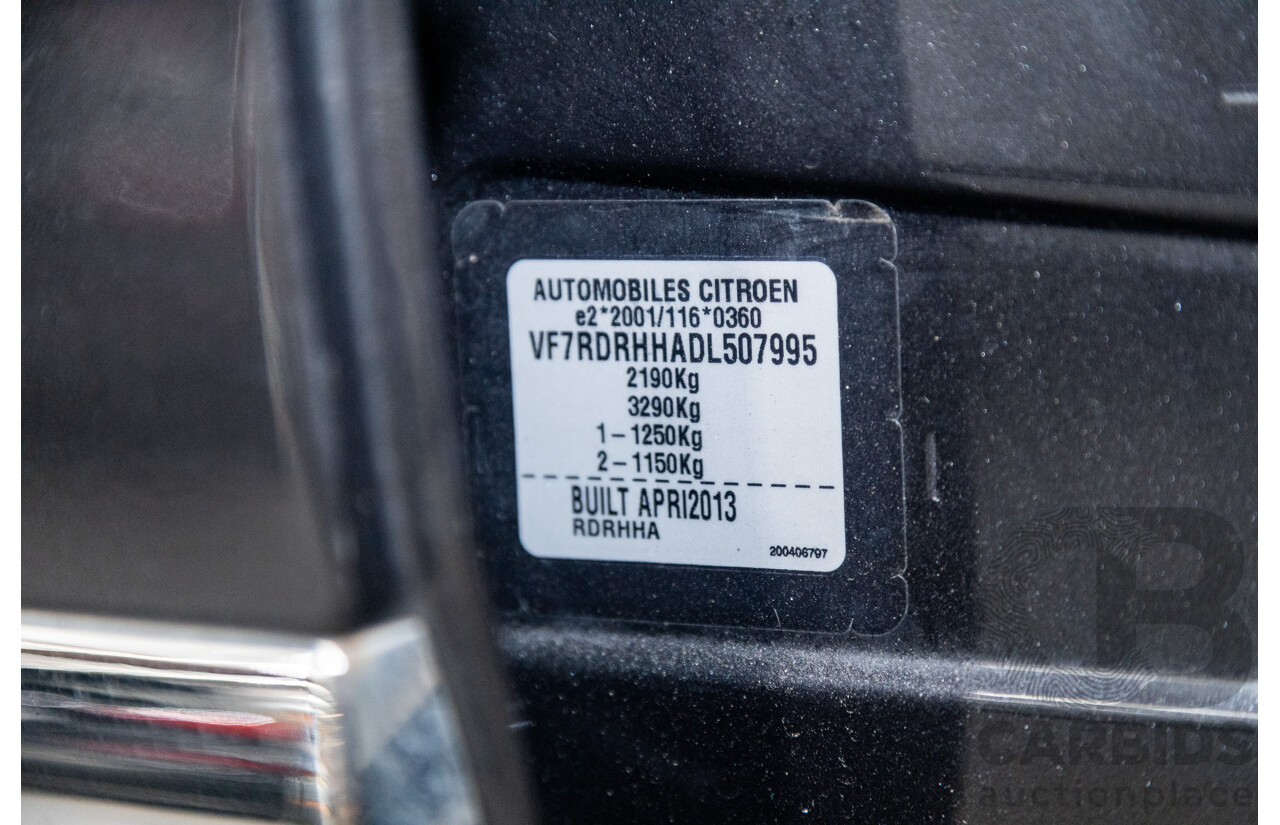 AUTOMOBILES CITROEN
e2*2001/116*0360
VF7RDRHHADL507995
2190Kg
3290Kg
1-1250Kg
2-1150Kg
BUILT APRI2013
RDRHHA
200406797
B
CARBIDS
auctionplace